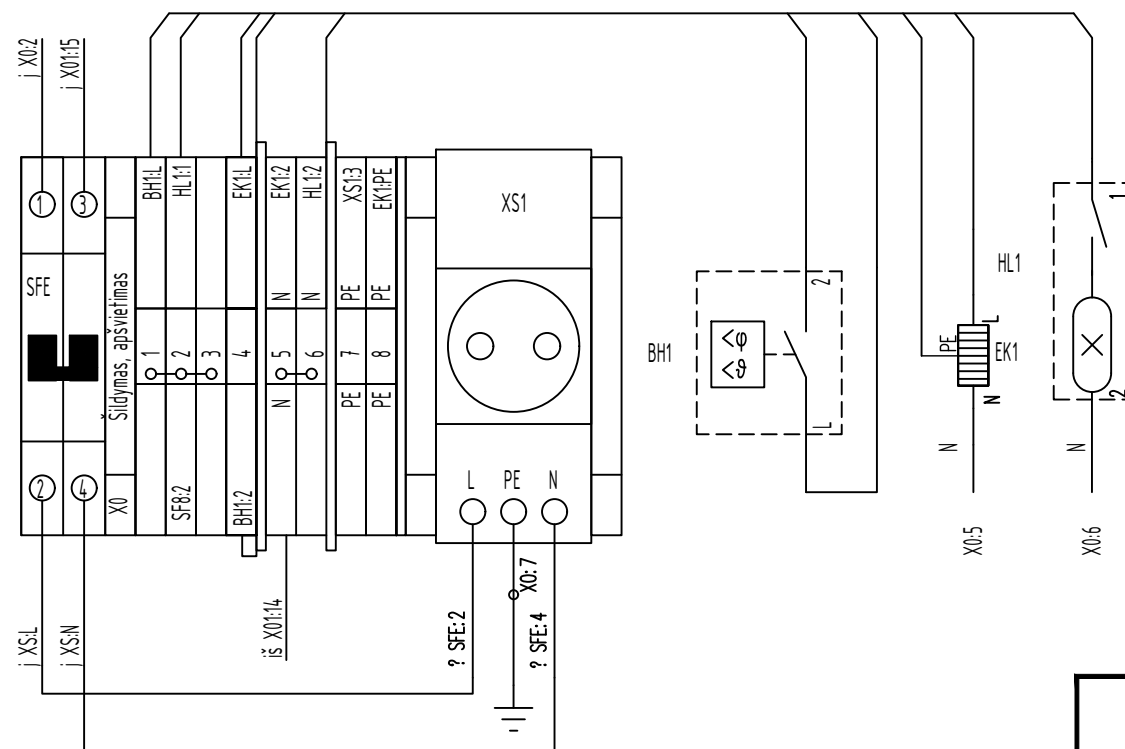 į X0:2
į X01:15
1
3
SFE
2
4
Šildymas, apšvietimas
X0
BH1:L
HL1:1
EK1:L
EK1:2
HL1:2
XS1:3
EK1:PE
N
N
PE
PE
1
2
3
4
5
6
7
8
N
PE
PE
SF8:2
BH1:2
XS1
L
PE
N
į XS:L
į XS:N
iš X01:14
? SFE:2
X0:7
? SFE:4
BH1
<φ
<ϑ
2
L
PE
L
EK1
N
N
X0:5
HL1
1
2
N
X0:6